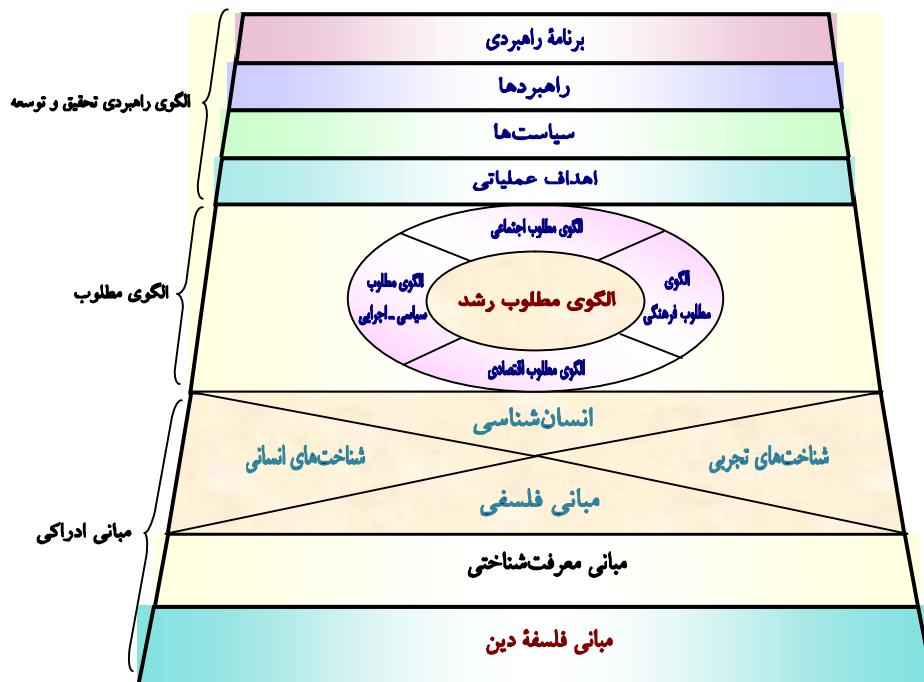 برنامهٔ راهبردی
راهبردها
الگوی راهبردی تحقیق و توسعه
سیاست‌ها
اهداف عملیاتی
الگوی مطلوب اجتماعی
الگوی
مطلوب فرهنگی
الگوی مطلوب رشد
الگوی مطلوب
سیاسی - اجرایی
الگوی مطلوب
الگوی مطلوب اقتصادی
انسان‌شناسی
شناخت‌های تجربی
شناخت‌های انسانی
مبانی فلسفی
مبانی ادراکی
مبانی معرفت‌شناختی
مبانی فلسفهٔ دین